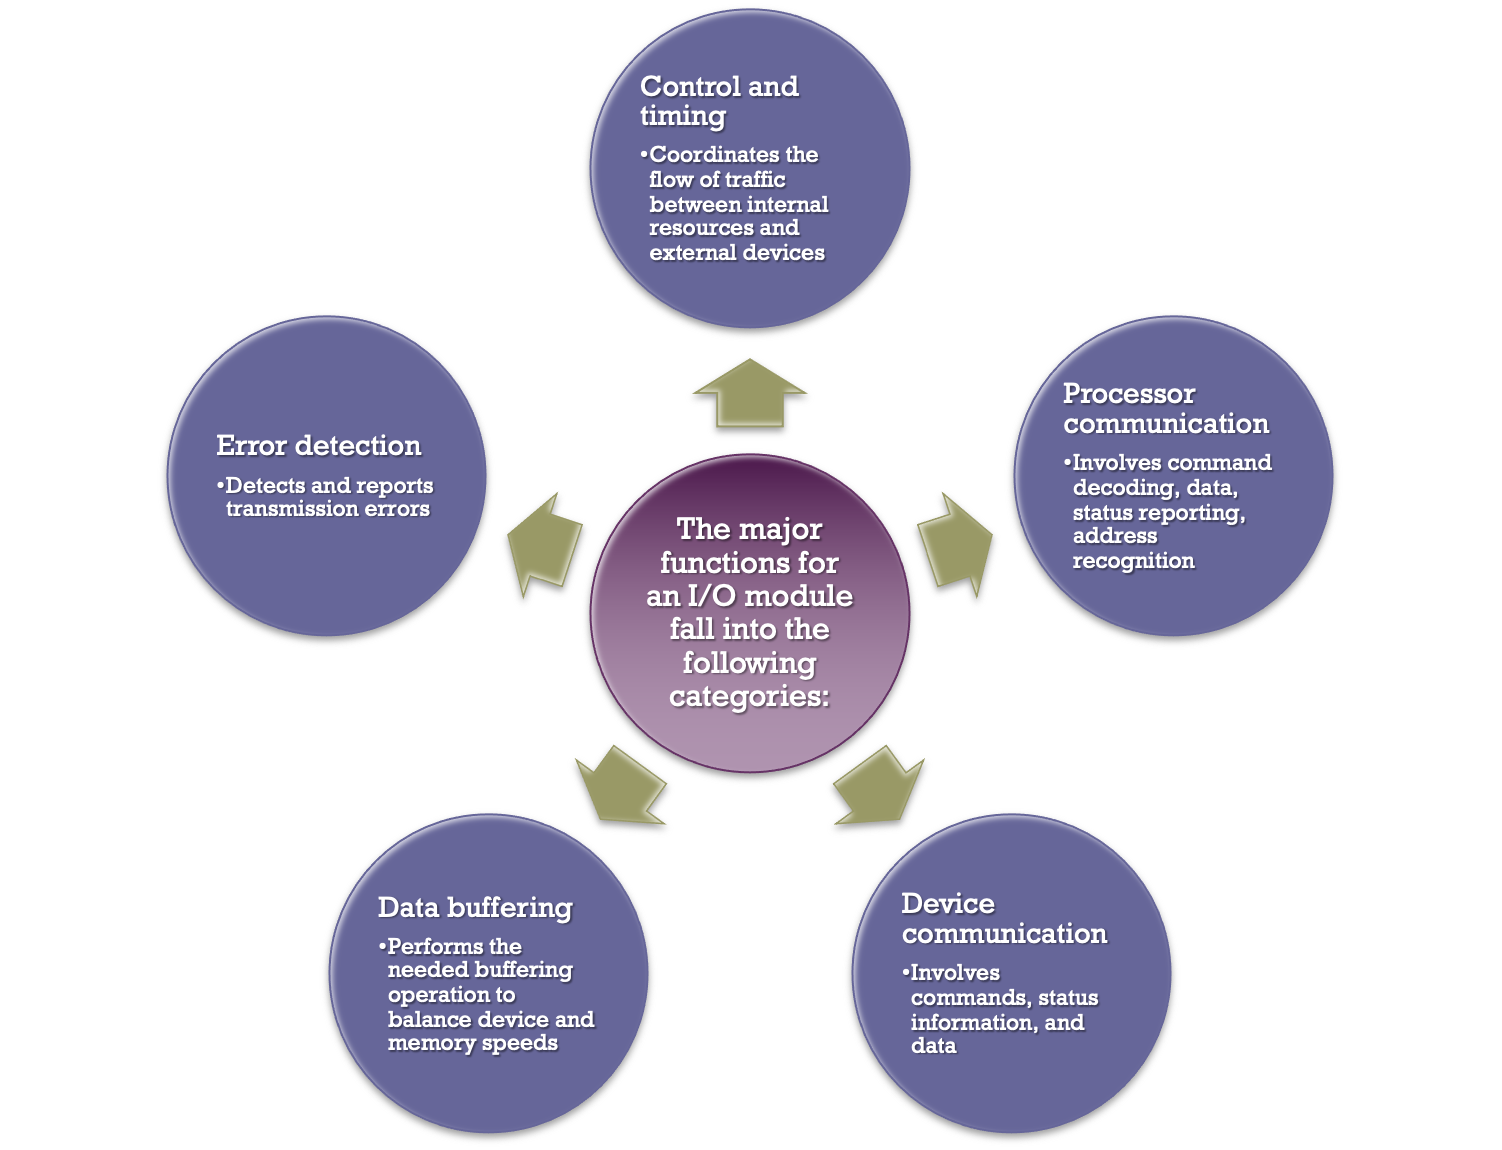 Control and
timing
•Coordinates the
flow of traffic
between internal
resources and
external devices
Processor
communication
•Involves command
decoding, data,
status reporting,
address
recognition
Device
communication
•Involves
commands, status
information, and
data
Data buffering
•Performs the
needed buffering
operation to
balance device and
memory speeds
Error detection
•Detects and reports
transmission errors
The major
functions for
an I/O module
fall into the
following
categories: